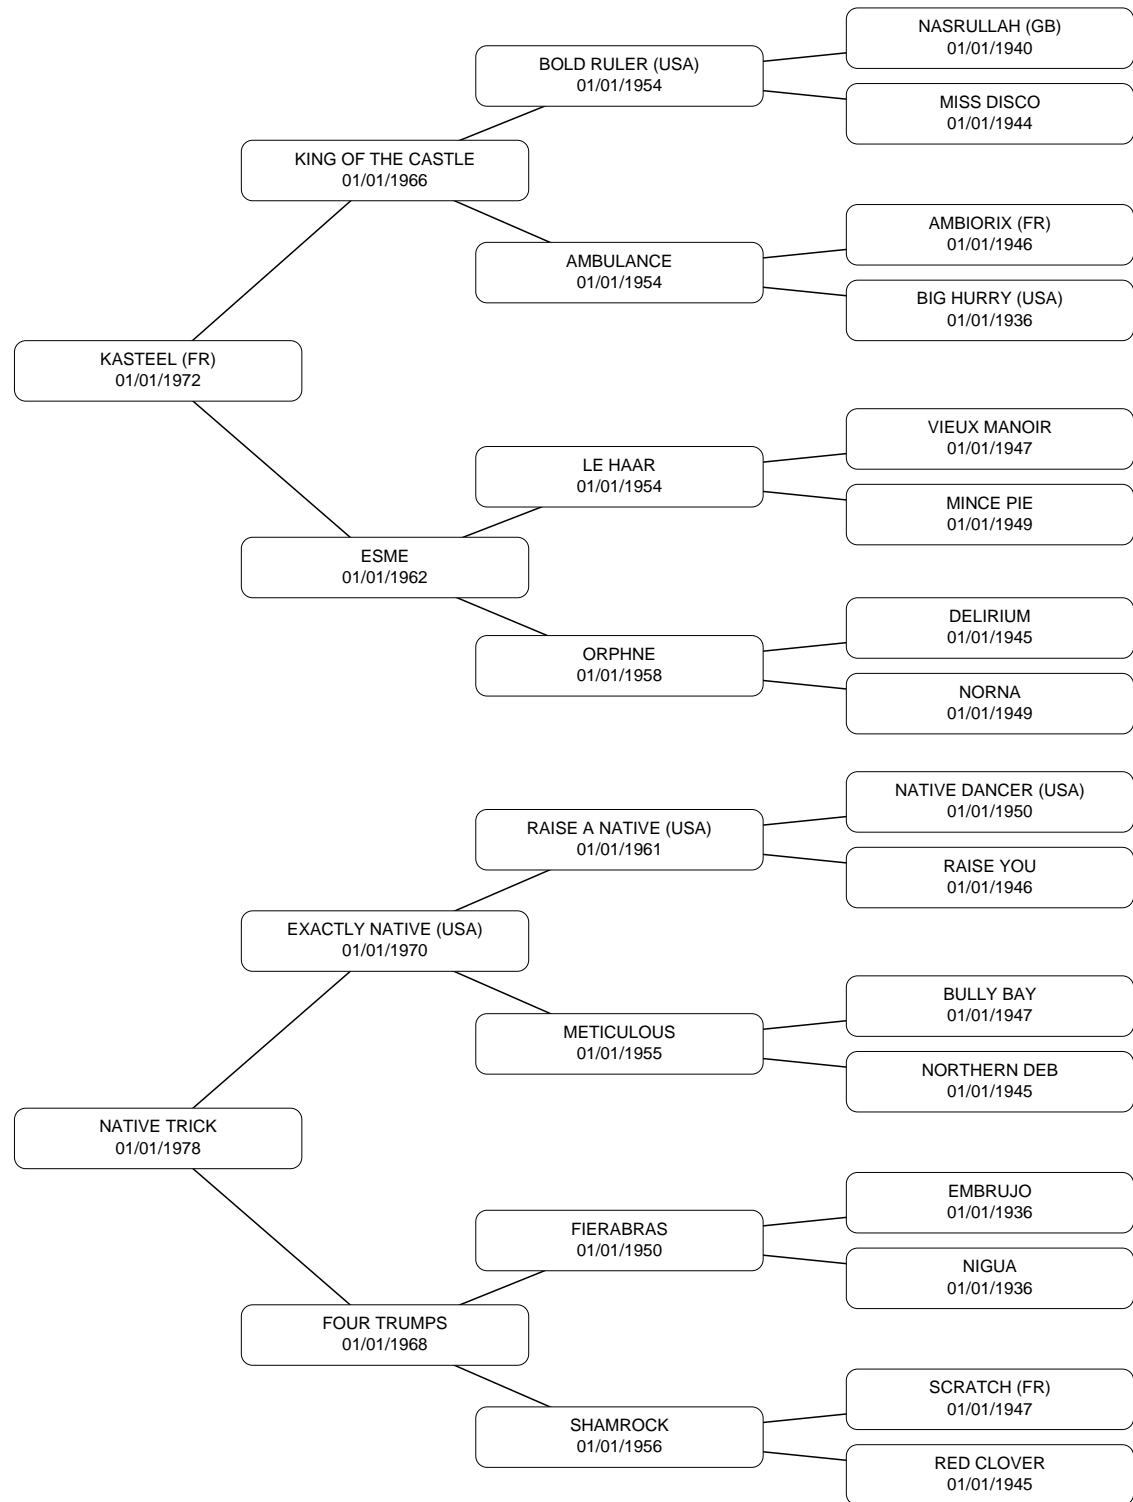 NASRULLAH (GB)
01/01/1940
BOLD RULER (USA)
01/01/1954
MISS DISCO
01/01/1944
KING OF THE CASTLE
01/01/1966
AMBIORIX (FR)
01/01/1946
AMBULANCE
01/01/1954
BIG HURRY (USA)
01/01/1936
KASTEEL (FR)
01/01/1972
VIEUX MANOIR
01/01/1947
LE HAAR
01/01/1954
MINCE PIE
01/01/1949
ESME
01/01/1962
DELIRIUM
01/01/1945
ORPHNE
01/01/1958
NORNA
01/01/1949
NATIVE DANCER (USA)
01/01/1950
RAISE A NATIVE (USA)
01/01/1961
RAISE YOU
01/01/1946
EXACTLY NATIVE (USA)
01/01/1970
BULLY BAY
01/01/1947
METICULOUS
01/01/1955
NORTHERN DEB
01/01/1945
NATIVE TRICK
01/01/1978
EMBRUJO
01/01/1936
FIERABRAS
01/01/1950
NIGUA
01/01/1936
FOUR TRUMPS
01/01/1968
SCRATCH (FR)
01/01/1947
SHAMROCK
01/01/1956
RED CLOVER
01/01/1945